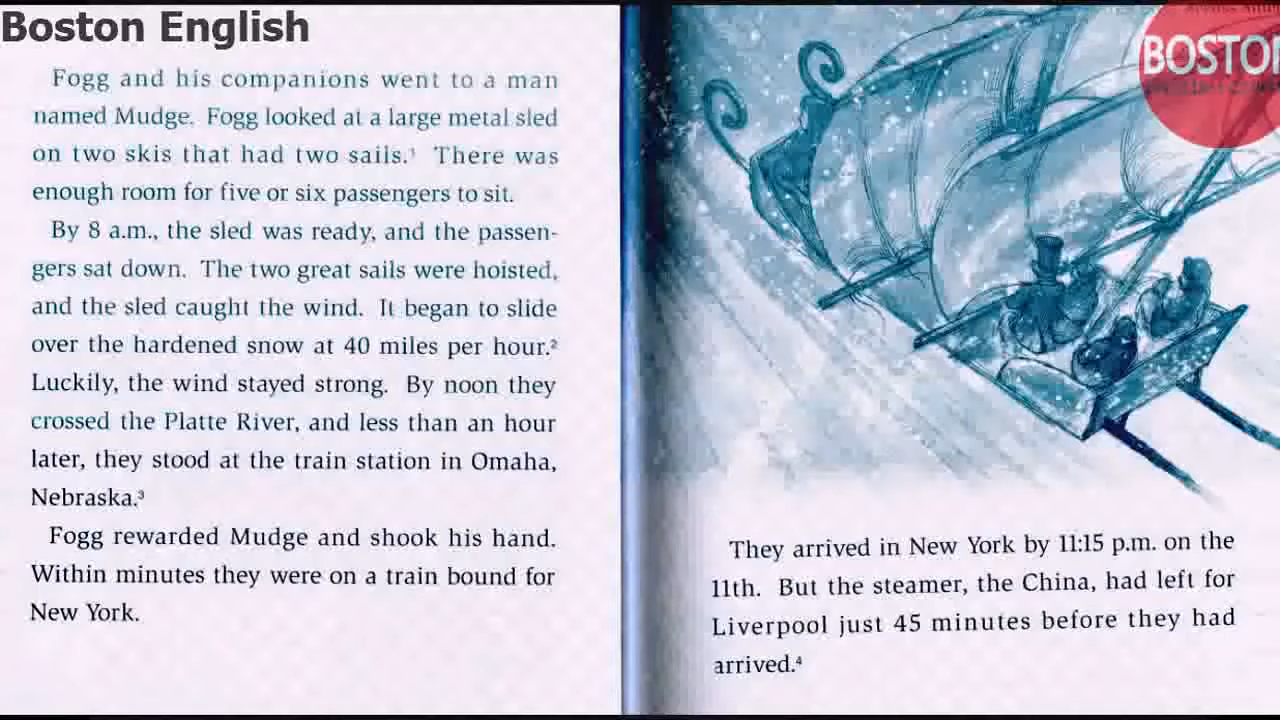 Boston English
Fogg and his companions went to a man
named Mudge. Fogg looked at a large metal sled
on two skis that had two sails.¹ There was
enough room for five or six passengers to sit.
By 8 a.m., the sled was ready, and the passen-
gers sat down. The two great sails were hoisted,
and the sled caught the wind. It began to slide
over the hardened snow at 40 miles per hour.²
Luckily, the wind stayed strong. By noon they
crossed the Platte River, and less than an hour
later, they stood at the train station in Omaha,
Nebraska.³
Fogg rewarded Mudge and shook his hand.
Within minutes they were on a train bound for
New York.
BOSTON
They arrived in New York by 11:15 p.m. on the
11th. But the steamer, the China, had left for
Liverpool just 45 minutes before they had
arrived.⁴